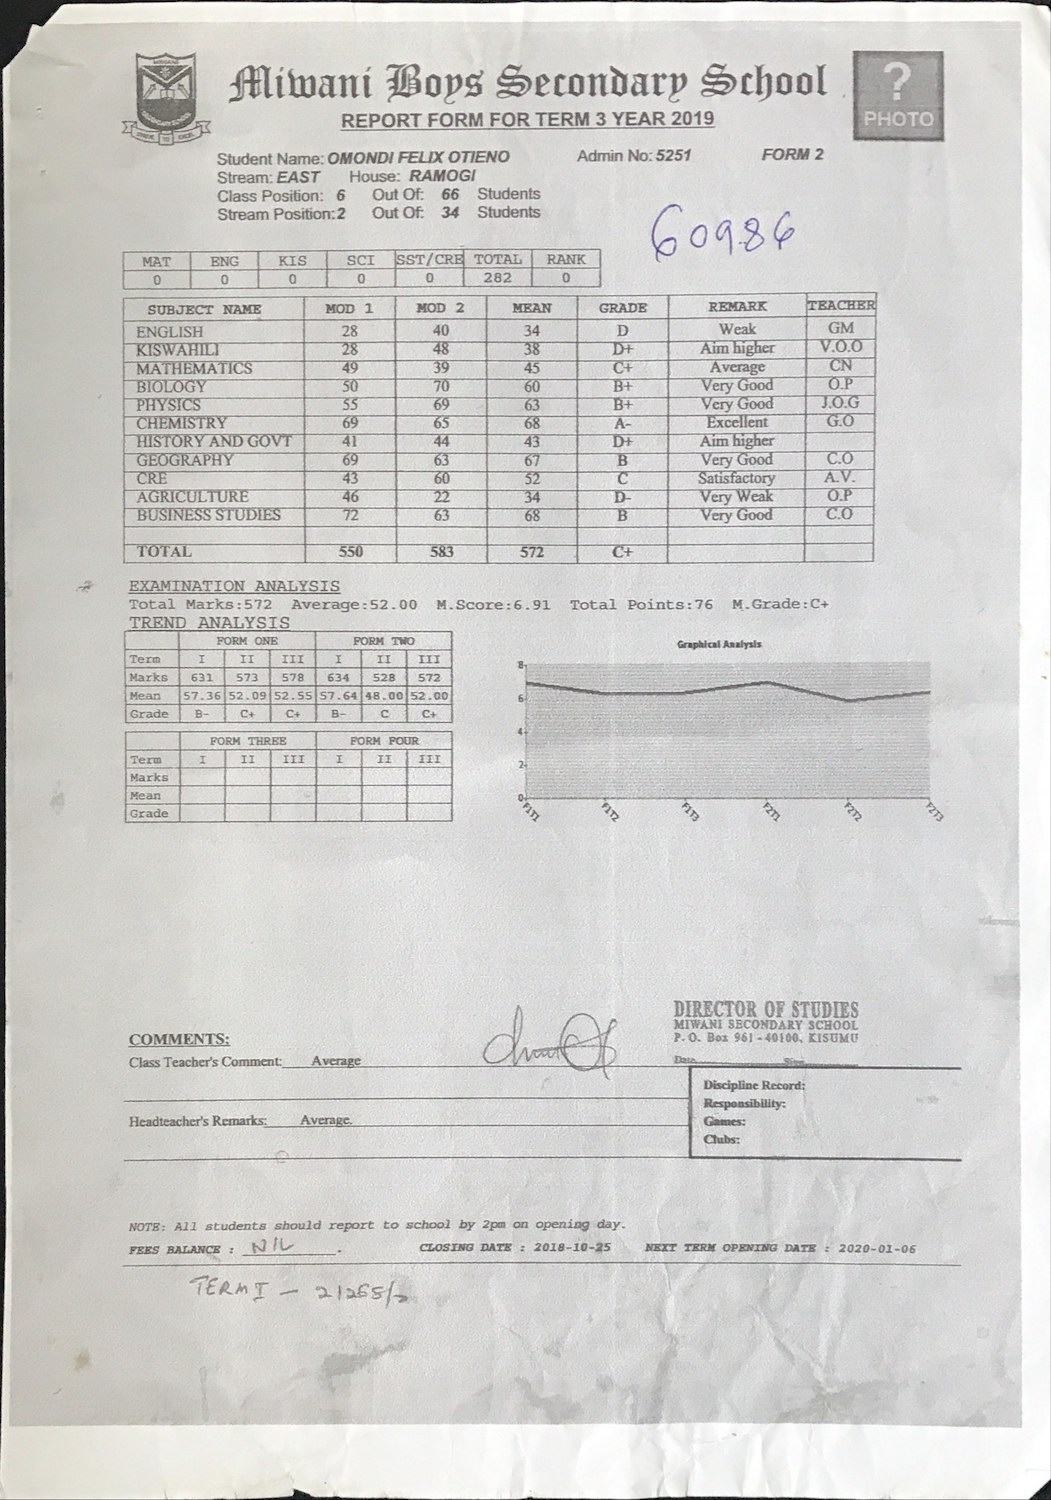 Miwani Boys Secondary School
REPORT FORM FOR TERM 3 YEAR 2019
? PHOTO
Student Name: OMONDI FELIX OTIENO Admin No: 5251 FORM 2
Stream: EAST House: RAMOGI
Class Position: 6 Out Of: 66 Students
Stream Position: 2 Out Of: 34 Students
60986
MAT ENG KIS SCI SST/CRE TOTAL RANK
0 0 0 0 0 282 0
SUBJECT NAME MOD 1 MOD 2 MEAN GRADE REMARK TEACHER
ENGLISH 28 40 34 D Weak GM
KISWAHILI 28 48 38 D+ Aim higher V.O.O
MATHEMATICS 49 39 45 C+ Average CN
BIOLOGY 50 70 60 B+ Very Good O.P
PHYSICS 55 69 63 B+ Very Good J.O.G
CHEMISTRY 69 65 68 A- Excellent G.O
HISTORY AND GOVT 41 44 43 D+ Aim higher
GEOGRAPHY 69 63 67 B Very Good C.O
CRE 43 60 52 C Satisfactory A.V.
AGRICULTURE 46 22 34 D- Very Weak O.P
BUSINESS STUDIES 72 63 68 B Very Good C.O
TOTAL 550 583 572 C+
EXAMINATION ANALYSIS
Total Marks:572 Average:52.00 M.Score:6.91 Total Points:76 M.Grade:C+
TREND ANALYSIS
FORM ONE FORM TWO
Term I II III I II III
Marks 631 573 578 634 528 572
Mean 57.36 52.09 52.55 57.64 48.00 52.00
Grade B- C+ C+ B- C C+
FORM THREE FORM FOUR
Term I II III I II III
Marks
Mean
Grade
Graphical Analysis
8
6
4
2
0
F1T1 F1T2 F1T3 F2T1 F2T2 F2T3
DIRECTOR OF STUDIES
MIWANI SECONDARY SCHOOL
P. O. Box 961 - 40100, KISUMU
Date Sign
COMMENTS:
Class Teacher's Comment: Average
Headteacher's Remarks: Average.
Discipline Record:
Responsibility:
Games:
Clubs:
NOTE: All students should report to school by 2pm on opening day.
FEES BALANCE : NIL . CLOSING DATE : 2018-10-25 NEXT TERM OPENING DATE : 2020-01-06
TERM I -